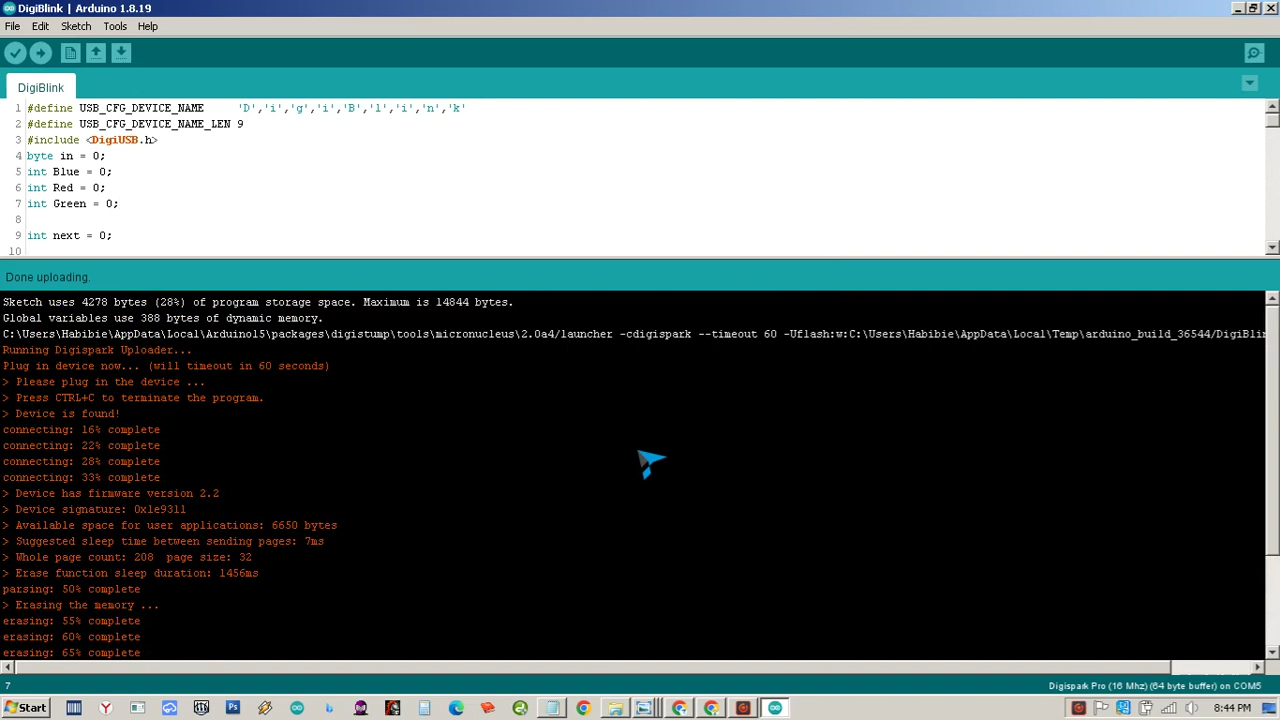 DigiBlink | Arduino 1.8.19
File Edit Sketch Tools Help
DigiBlink
1 #define USB_CFG_DEVICE_NAME 'D','i','g','i','B','l','i','n','k'
2 #define USB_CFG_DEVICE_NAME_LEN 9
3 #include <DigiUSB.h>
4 byte in = 0;
5 int Blue = 0;
6 int Red = 0;
7 int Green = 0;
8
9 int next = 0;
10
Done uploading.
Sketch uses 4278 bytes (28%) of program storage space. Maximum is 14844 bytes.
Global variables use 388 bytes of dynamic memory.
C:\Users\Habibie\AppData\Local\Arduino15\packages\digistump\tools\micronucleus\2.0a4/launcher -cdigispark --timeout 60 -Uflash:w:C:\Users\Habibie\AppData\Local\Temp\arduino_build_36544/DigiBlin
Running Digispark Uploader...
Plug in device now... (will timeout in 60 seconds)
> Please plug in the device ...
> Press CTRL+C to terminate the program.
> Device is found!
connecting: 16% complete
connecting: 22% complete
connecting: 28% complete
connecting: 33% complete
> Device has firmware version 2.2
> Device signature: 0x1e9311
> Available space for user applications: 6650 bytes
> Suggested sleep time between sending pages: 7ms
> Whole page count: 208 page size: 32
> Erase function sleep duration: 1456ms
parsing: 50% complete
> Erasing the memory ...
erasing: 55% complete
erasing: 60% complete
erasing: 65% complete
7 Digispark Pro (16 Mhz) (64 byte buffer) on COM5
Start 8:44 PM